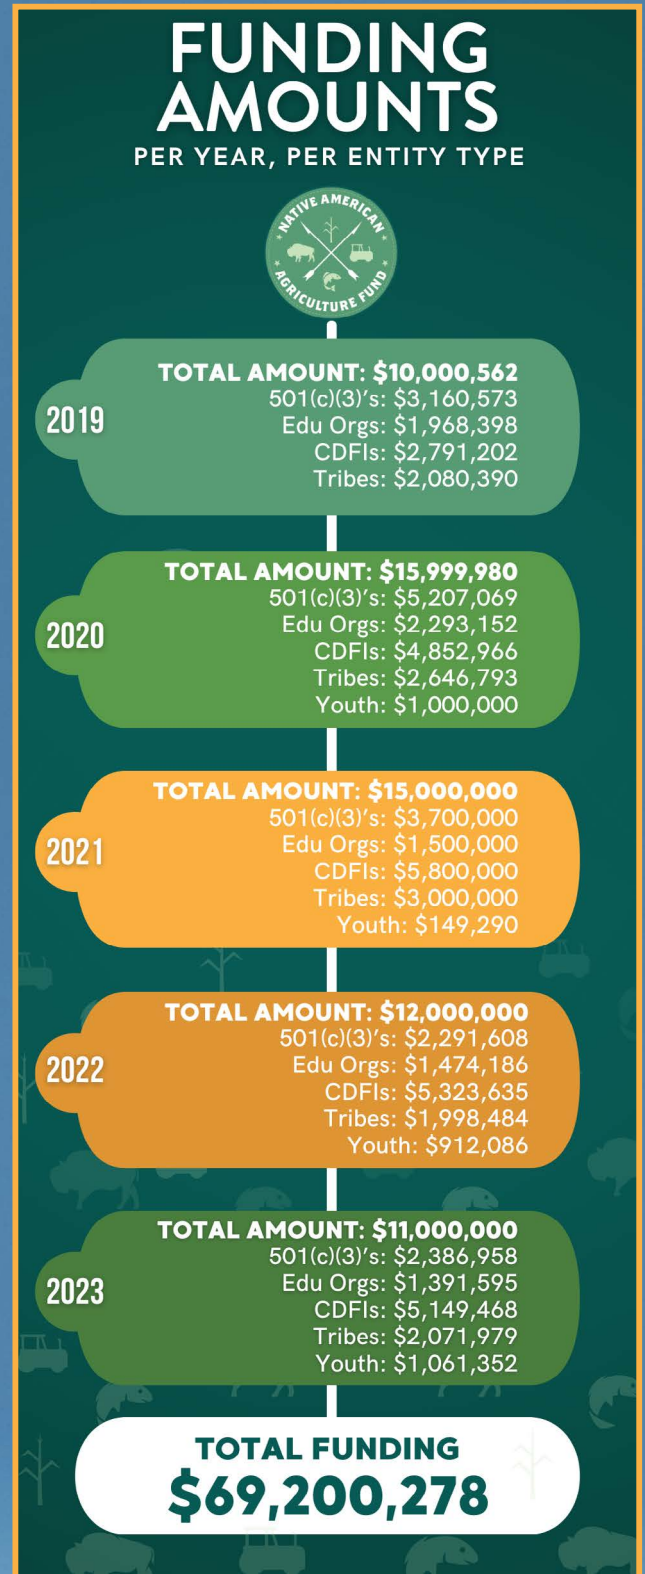 FUNDING
AMOUNTS
PER YEAR, PER ENTITY TYPE
NATIVE AMERICAN
AGRICULTURE FUND
2019
TOTAL AMOUNT: $10,000,562
501(c)(3)’s: $3,160,573
Edu Orgs: $1,968,398
CDFIs: $2,791,202
Tribes: $2,080,390
2020
TOTAL AMOUNT: $15,999,980
501(c)(3)’s: $5,207,069
Edu Orgs: $2,293,152
CDFIs: $4,852,966
Tribes: $2,646,793
Youth: $1,000,000
2021
TOTAL AMOUNT: $15,000,000
501(c)(3)’s: $3,700,000
Edu Orgs: $1,500,000
CDFIs: $5,800,000
Tribes: $3,000,000
Youth: $149,290
2022
TOTAL AMOUNT: $12,000,000
501(c)(3)’s: $2,291,608
Edu Orgs: $1,474,186
CDFIs: $5,323,635
Tribes: $1,998,484
Youth: $912,086
2023
TOTAL AMOUNT: $11,000,000
501(c)(3)’s: $2,386,958
Edu Orgs: $1,391,595
CDFIs: $5,149,468
Tribes: $2,071,979
Youth: $1,061,352
TOTAL FUNDING
$69,200,278